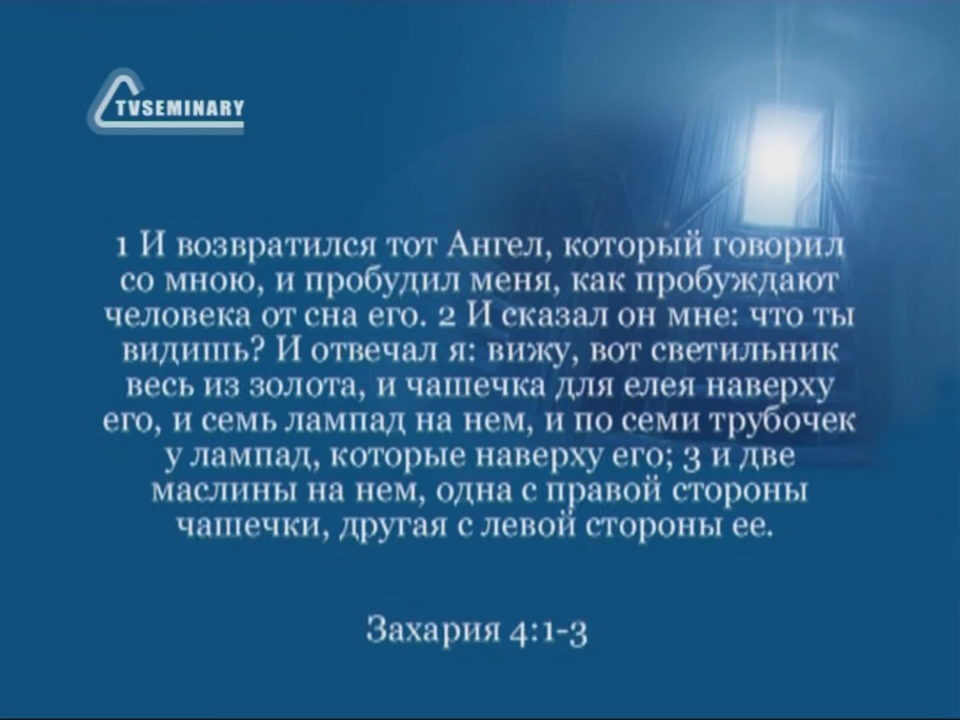 TVSEMINARY
1 И возвратился тот Ангел, который говорил
со мною, и пробудил меня, как пробуждают
человека от сна его. 2 И сказал он мне: что ты
видишь? И отвечал я: вижу, вот светильник
весь из золота, и чашечка для елея наверху
его, и семь лампад на нем, и по семи трубочек
у лампад, которые наверху его; 3 и две
маслины на нем, одна с правой стороны
чашечки, другая с левой стороны ее.
Захария 4:1-3